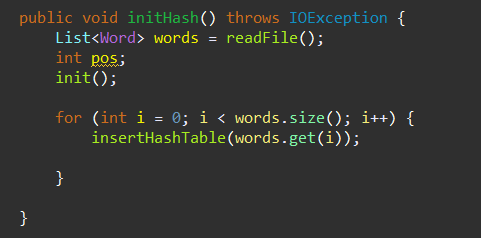 public void initHash() throws IOException {
    List<Word> words = readFile();
    int pos;
    init();

    for (int i = 0; i < words.size(); i++) {
        insertHashTable(words.get(i));

    }

}